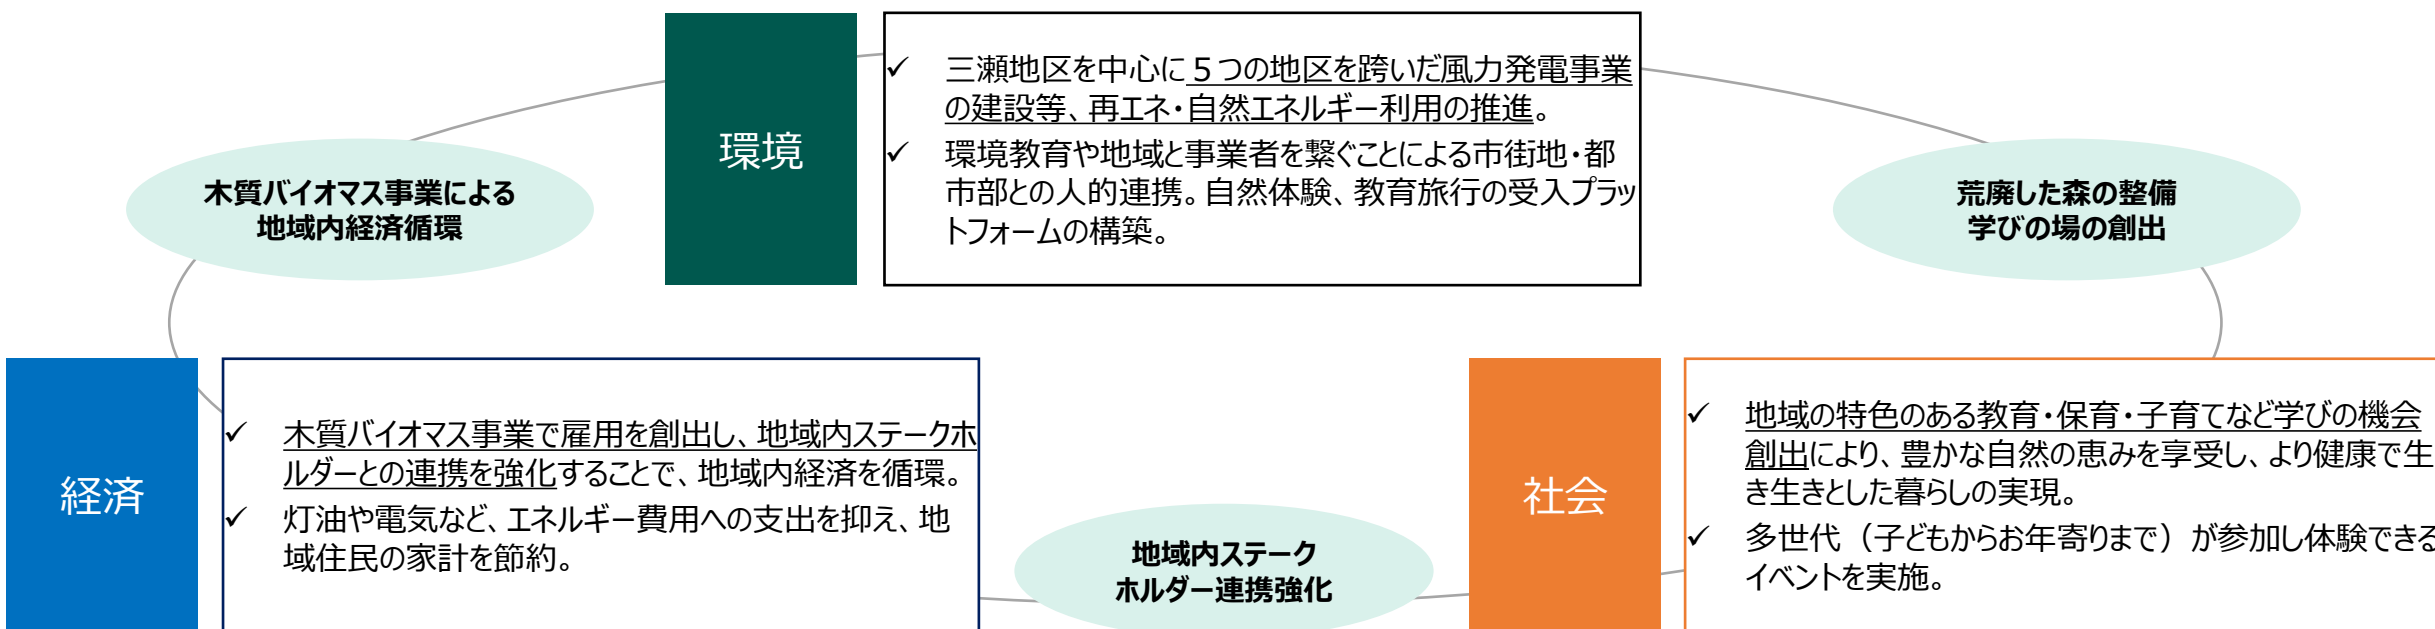 環境
三瀬地区を中心に５つの地区を跨いだ風力発電事業
の建設等、再エネ・自然エネルギー利用の推進。
環境教育や地域と事業者を繋ぐことによる市街地・都
市部との人的連携。自然体験、教育旅行の受入プラッ
トフォームの構築。
木質バイオマス事業による
地域内経済循環
荒廃した森の整備
学びの場の創出
経済
木質バイオマス事業で雇用を創出し、地域内ステークホ
ルダーとの連携を強化することで、地域内経済を循環。
灯油や電気など、エネルギー費用への支出を抑え、地
域住民の家計を節約。
地域内ステーク
ホルダー連携強化
社会
地域の特色のある教育・保育・子育てなど学びの機会
創出により、豊かな自然の恵みを享受し、より健康で生
き生きとした暮らしの実現。
多世代（子どもからお年寄りまで）が参加し体験できる
イベントを実施。